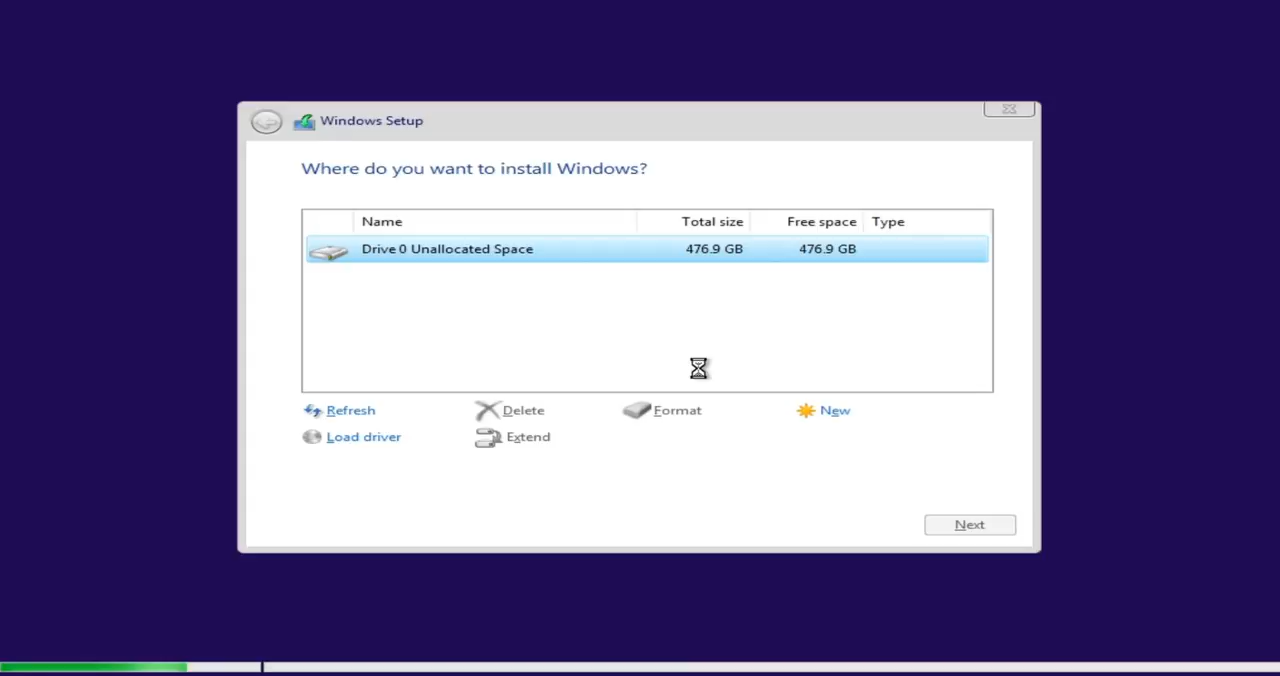 Windows Setup
Where do you want to install Windows?
Name Total size Free space Type
Drive 0 Unallocated Space 476.9 GB 476.9 GB
Refresh Delete Format New
Load driver Extend
Next